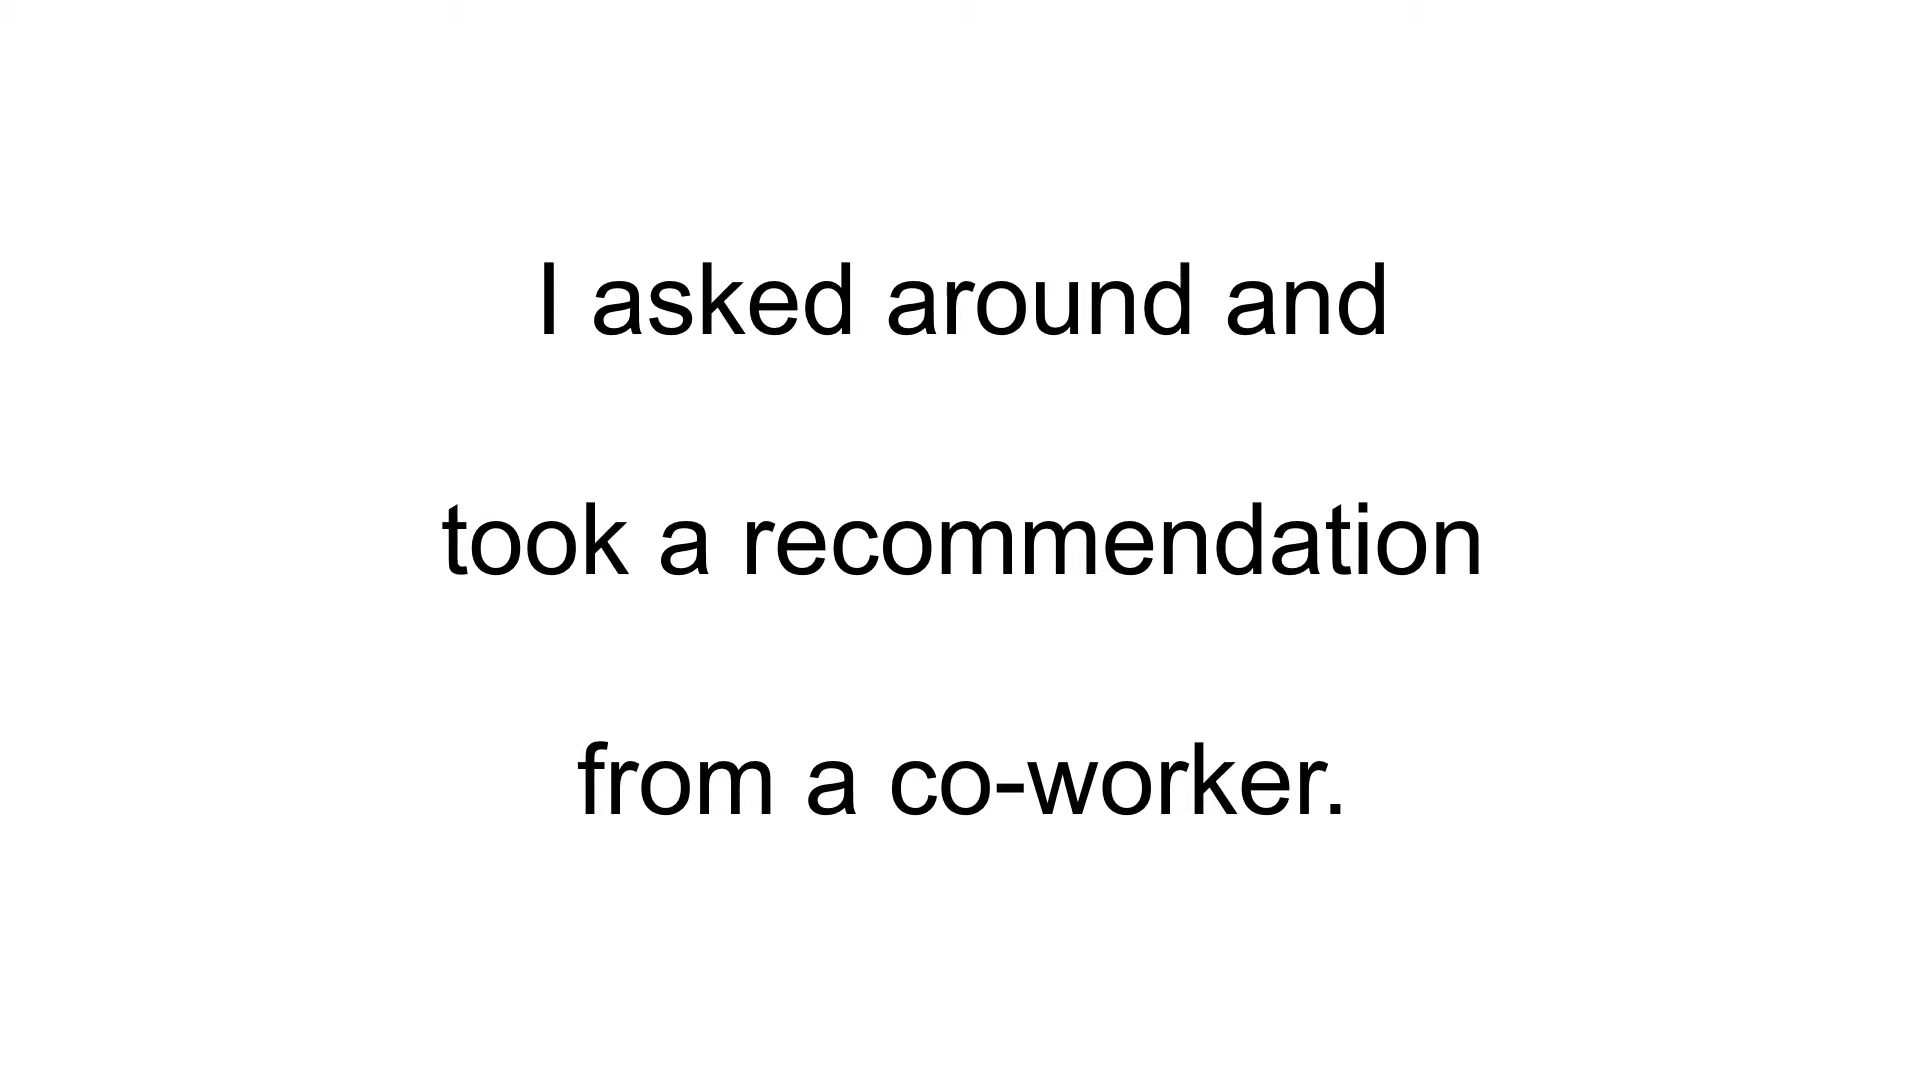 I asked around and
took a recommendation
from a co-worker.